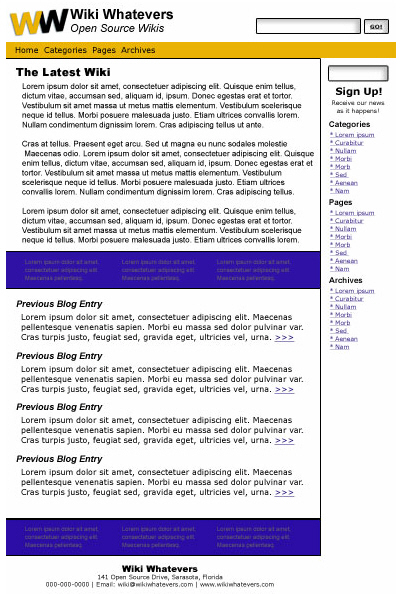 WW Wiki Whatevers
Open Source Wikis
GO!
Home Categories Pages Archives
The Latest Wiki
Lorem ipsum dolor sit amet, consectetuer adipiscing elit. Quisque enim tellus,
dictum vitae, accumsan sed, aliquam id, ipsum. Donec egestas erat et tortor.
Vestibulum sit amet massa ut metus mattis elementum. Vestibulum scelerisque
neque id tellus. Morbi posuere malesuada justo. Etiam ultrices convallis lorem.
Nullam condimentum dignissim lorem. Cras adipiscing tellus ut ante.
Cras at tellus. Praesent eget arcu. Sed ut magna eu nunc sodales molestie
Maecenas odio. Lorem ipsum dolor sit amet, consectetuer adipiscing elit. Quisque
enim tellus, dictum vitae, accumsan sed, aliquam id, ipsum. Donec egestas erat et
tortor. Vestibulum sit amet massa ut metus mattis elementum. Vestibulum
scelerisque neque id tellus. Morbi posuere malesuada justo. Etiam ultrices
convallis lorem. Nullam condimentum dignissim lorem. Cras adipiscing tellus.
Lorem ipsum dolor sit amet, consectetuer adipiscing elit. Quisque enim tellus,
dictum vitae, accumsan sed, aliquam id, ipsum. Donec egestas erat et tortor.
Vestibulum sit amet massa ut metus mattis elementum. Vestibulum scelerisque
neque id tellus. Morbi posuere malesuada justo. Etiam ultrices convallis lorem.
Lorem ipsum dolor sit amet, Lorem ipsum dolor sit amet, Lorem ipsum dolor sit amet,
consectetuer adipiscing elit. consectetuer adipiscing elit. consectetuer adipiscing elit.
Maecenas pellentesq. Maecenas pellentesq. Maecenas pellentesq.
Previous Blog Entry
Lorem ipsum dolor sit amet, consectetuer adipiscing elit. Maecenas
pellentesque venenatis sapien. Morbi eu massa sed dolor pulvinar var.
Cras turpis justo, feugiat sed, gravida eget, ultricies vel, urna. >>>
Previous Blog Entry
Lorem ipsum dolor sit amet, consectetuer adipiscing elit. Maecenas
pellentesque venenatis sapien. Morbi eu massa sed dolor pulvinar var.
Cras turpis justo, feugiat sed, gravida eget, ultricies vel, urna. >>>
Previous Blog Entry
Lorem ipsum dolor sit amet, consectetuer adipiscing elit. Maecenas
pellentesque venenatis sapien. Morbi eu massa sed dolor pulvinar var.
Cras turpis justo, feugiat sed, gravida eget, ultricies vel, urna. >>>
Previous Blog Entry
Lorem ipsum dolor sit amet, consectetuer adipiscing elit. Maecenas
pellentesque venenatis sapien. Morbi eu massa sed dolor pulvinar var.
Cras turpis justo, feugiat sed, gravida eget, ultricies vel, urna. >>>
Lorem ipsum dolor sit amet, Lorem ipsum dolor sit amet, Lorem ipsum dolor sit amet,
consectetuer adipiscing elit. consectetuer adipiscing elit. consectetuer adipiscing elit.
Maecenas pellentesq. Maecenas pellentesq. Maecenas pellentesq.
Sign Up!
Receive our news
as it happens!
Categories
* Lorem ipsum
* Curabitur
* Nullam
* Morbi
* Morbi
* Sed
* Aenean
* Nam
Pages
* Lorem ipsum
* Curabitur
* Nullam
* Morbi
* Morb
* Sed
* Aenean
* Nam
Archives
* Lorem ipsum
* Curabitur
* Nullam
* Morbi
* Morb
* Sed
* Aenean
* Nam
Wiki Whatevers
141 Open Source Drive, Sarasota, Florida
000-000-0000 | Email: wiki@wikiwhatevers.com | www.wikiwhatevers.com